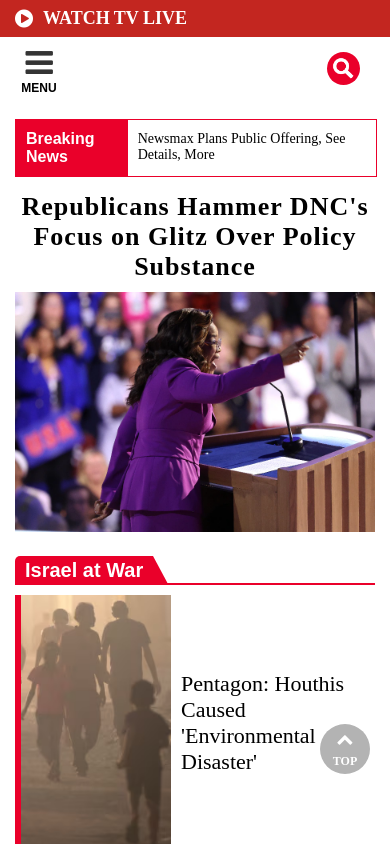 WATCH TV LIVE
MENU
Breaking
News
Newsmax Plans Public Offering, See
Details, More
Republicans Hammer DNC's
Focus on Glitz Over Policy
Substance
U.S.A
Israel at War
Pentagon: Houthis
Caused
'Environmental
Disaster'
TOP